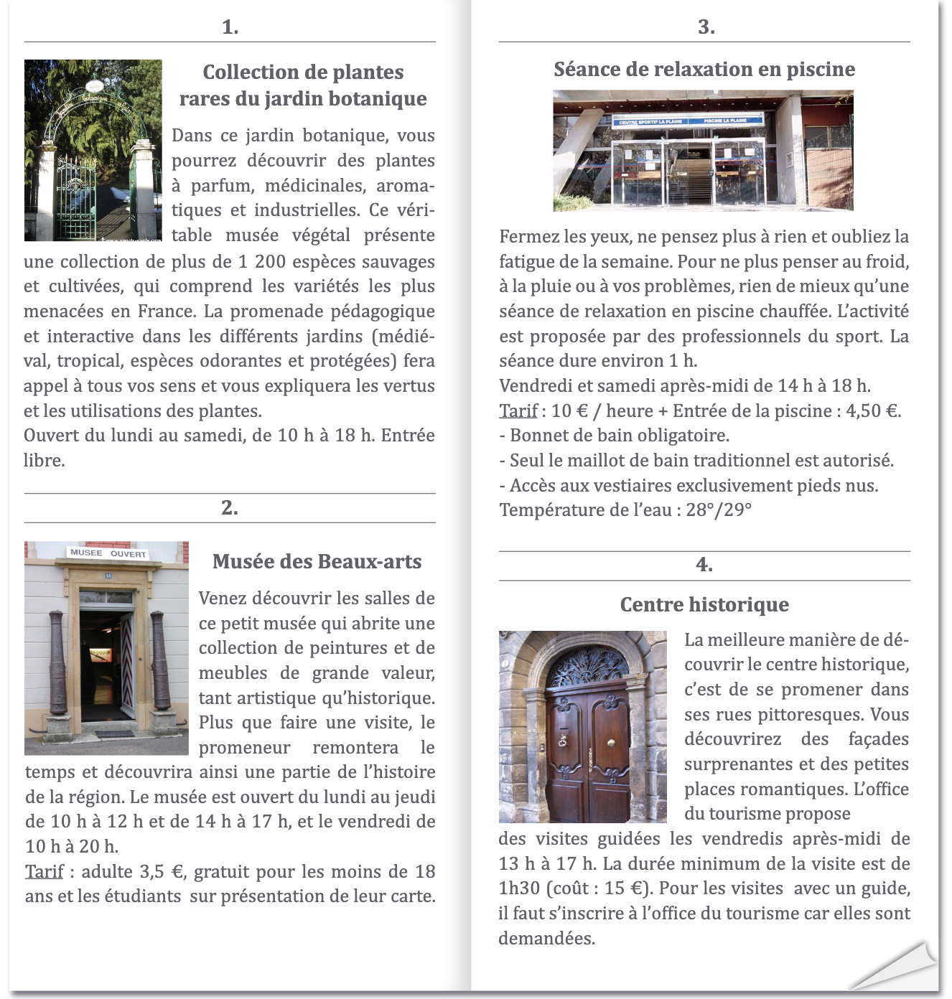 1.
Collection de plantes
rares du jardin botanique
Dans ce jardin botanique, vous
pourrez découvrir des plantes
à parfum, médicinales, aroma-
tiques et industrielles. Ce véri-
table musée végétal présente
une collection de plus de 1 200 espèces sauvages
et cultivées, qui comprend les variétés les plus
menacées en France. La promenade pédagogique
et interactive dans les différents jardins (médié-
val, tropical, espèces odorantes et protégées) fera
appel à tous vos sens et vous expliquera les vertus
et les utilisations des plantes.
Ouvert du lundi au samedi, de 10 h à 18 h. Entrée
libre.
2.
MUSEE OUVERT
18
Musée des Beaux-arts
Venez découvrir les salles de
ce petit musée qui abrite une
collection de peintures et de
meubles de grande valeur,
tant artistique qu’historique.
Plus que faire une visite, le
promeneur remontera le
temps et découvrira ainsi une partie de l’histoire
de la région. Le musée est ouvert du lundi au jeudi
de 10 h à 12 h et de 14 h à 17 h, et le vendredi de
10 h à 20 h.
Tarif : adulte 3,5 €, gratuit pour les moins de 18
ans et les étudiants sur présentation de leur carte.
3.
Séance de relaxation en piscine
CENTRE SPORTIF LA PLAINE PISCINE LA PLAINE
Fermez les yeux, ne pensez plus à rien et oubliez la
fatigue de la semaine. Pour ne plus penser au froid,
à la pluie ou à vos problèmes, rien de mieux qu’une
séance de relaxation en piscine chauffée. L’activité
est proposée par des professionnels du sport. La
séance dure environ 1 h.
Vendredi et samedi après-midi de 14 h à 18 h.
Tarif : 10 € / heure + Entrée de la piscine : 4,50 €.
- Bonnet de bain obligatoire.
- Seul le maillot de bain traditionnel est autorisé.
- Accès aux vestiaires exclusivement pieds nus.
Température de l’eau : 28°/29°
4.
Centre historique
La meilleure manière de dé-
couvrir le centre historique,
c’est de se promener dans
ses rues pittoresques. Vous
découvrirez des façades
surprenantes et des petites
places romantiques. L’office
du tourisme propose
des visites guidées les vendredis après-midi de
13 h à 17 h. La durée minimum de la visite est de
1h30 (coût : 15 €). Pour les visites avec un guide,
il faut s’inscrire à l’office du tourisme car elles sont
demandées.